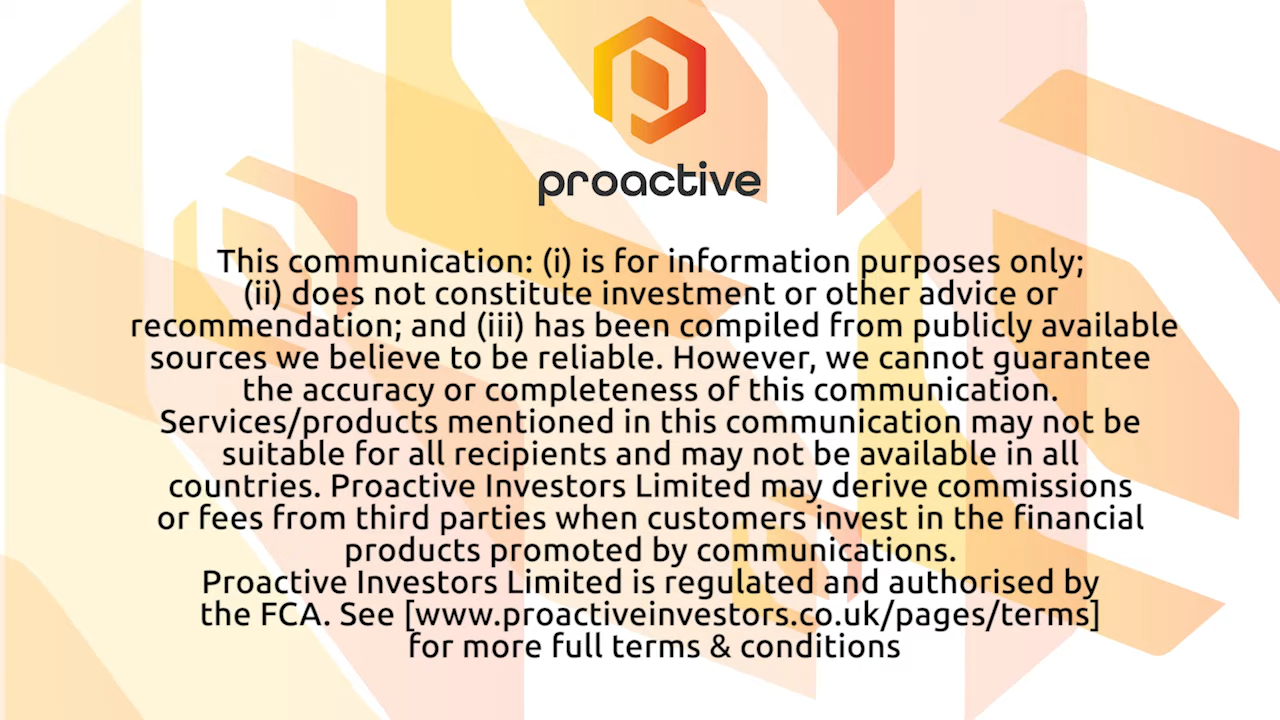 proactive
This communication: (i) is for information purposes only;
(ii) does not constitute investment or other advice or
recommendation; and (iii) has been compiled from publicly available
sources we believe to be reliable. However, we cannot guarantee
the accuracy or completeness of this communication.
Services/products mentioned in this communication may not be
suitable for all recipients and may not be available in all
countries. Proactive Investors Limited may derive commissions
or fees from third parties when customers invest in the financial
products promoted by communications.
Proactive Investors Limited is regulated and authorised by
the FCA. See [www.proactiveinvestors.co.uk/pages/terms]
for more full terms & conditions